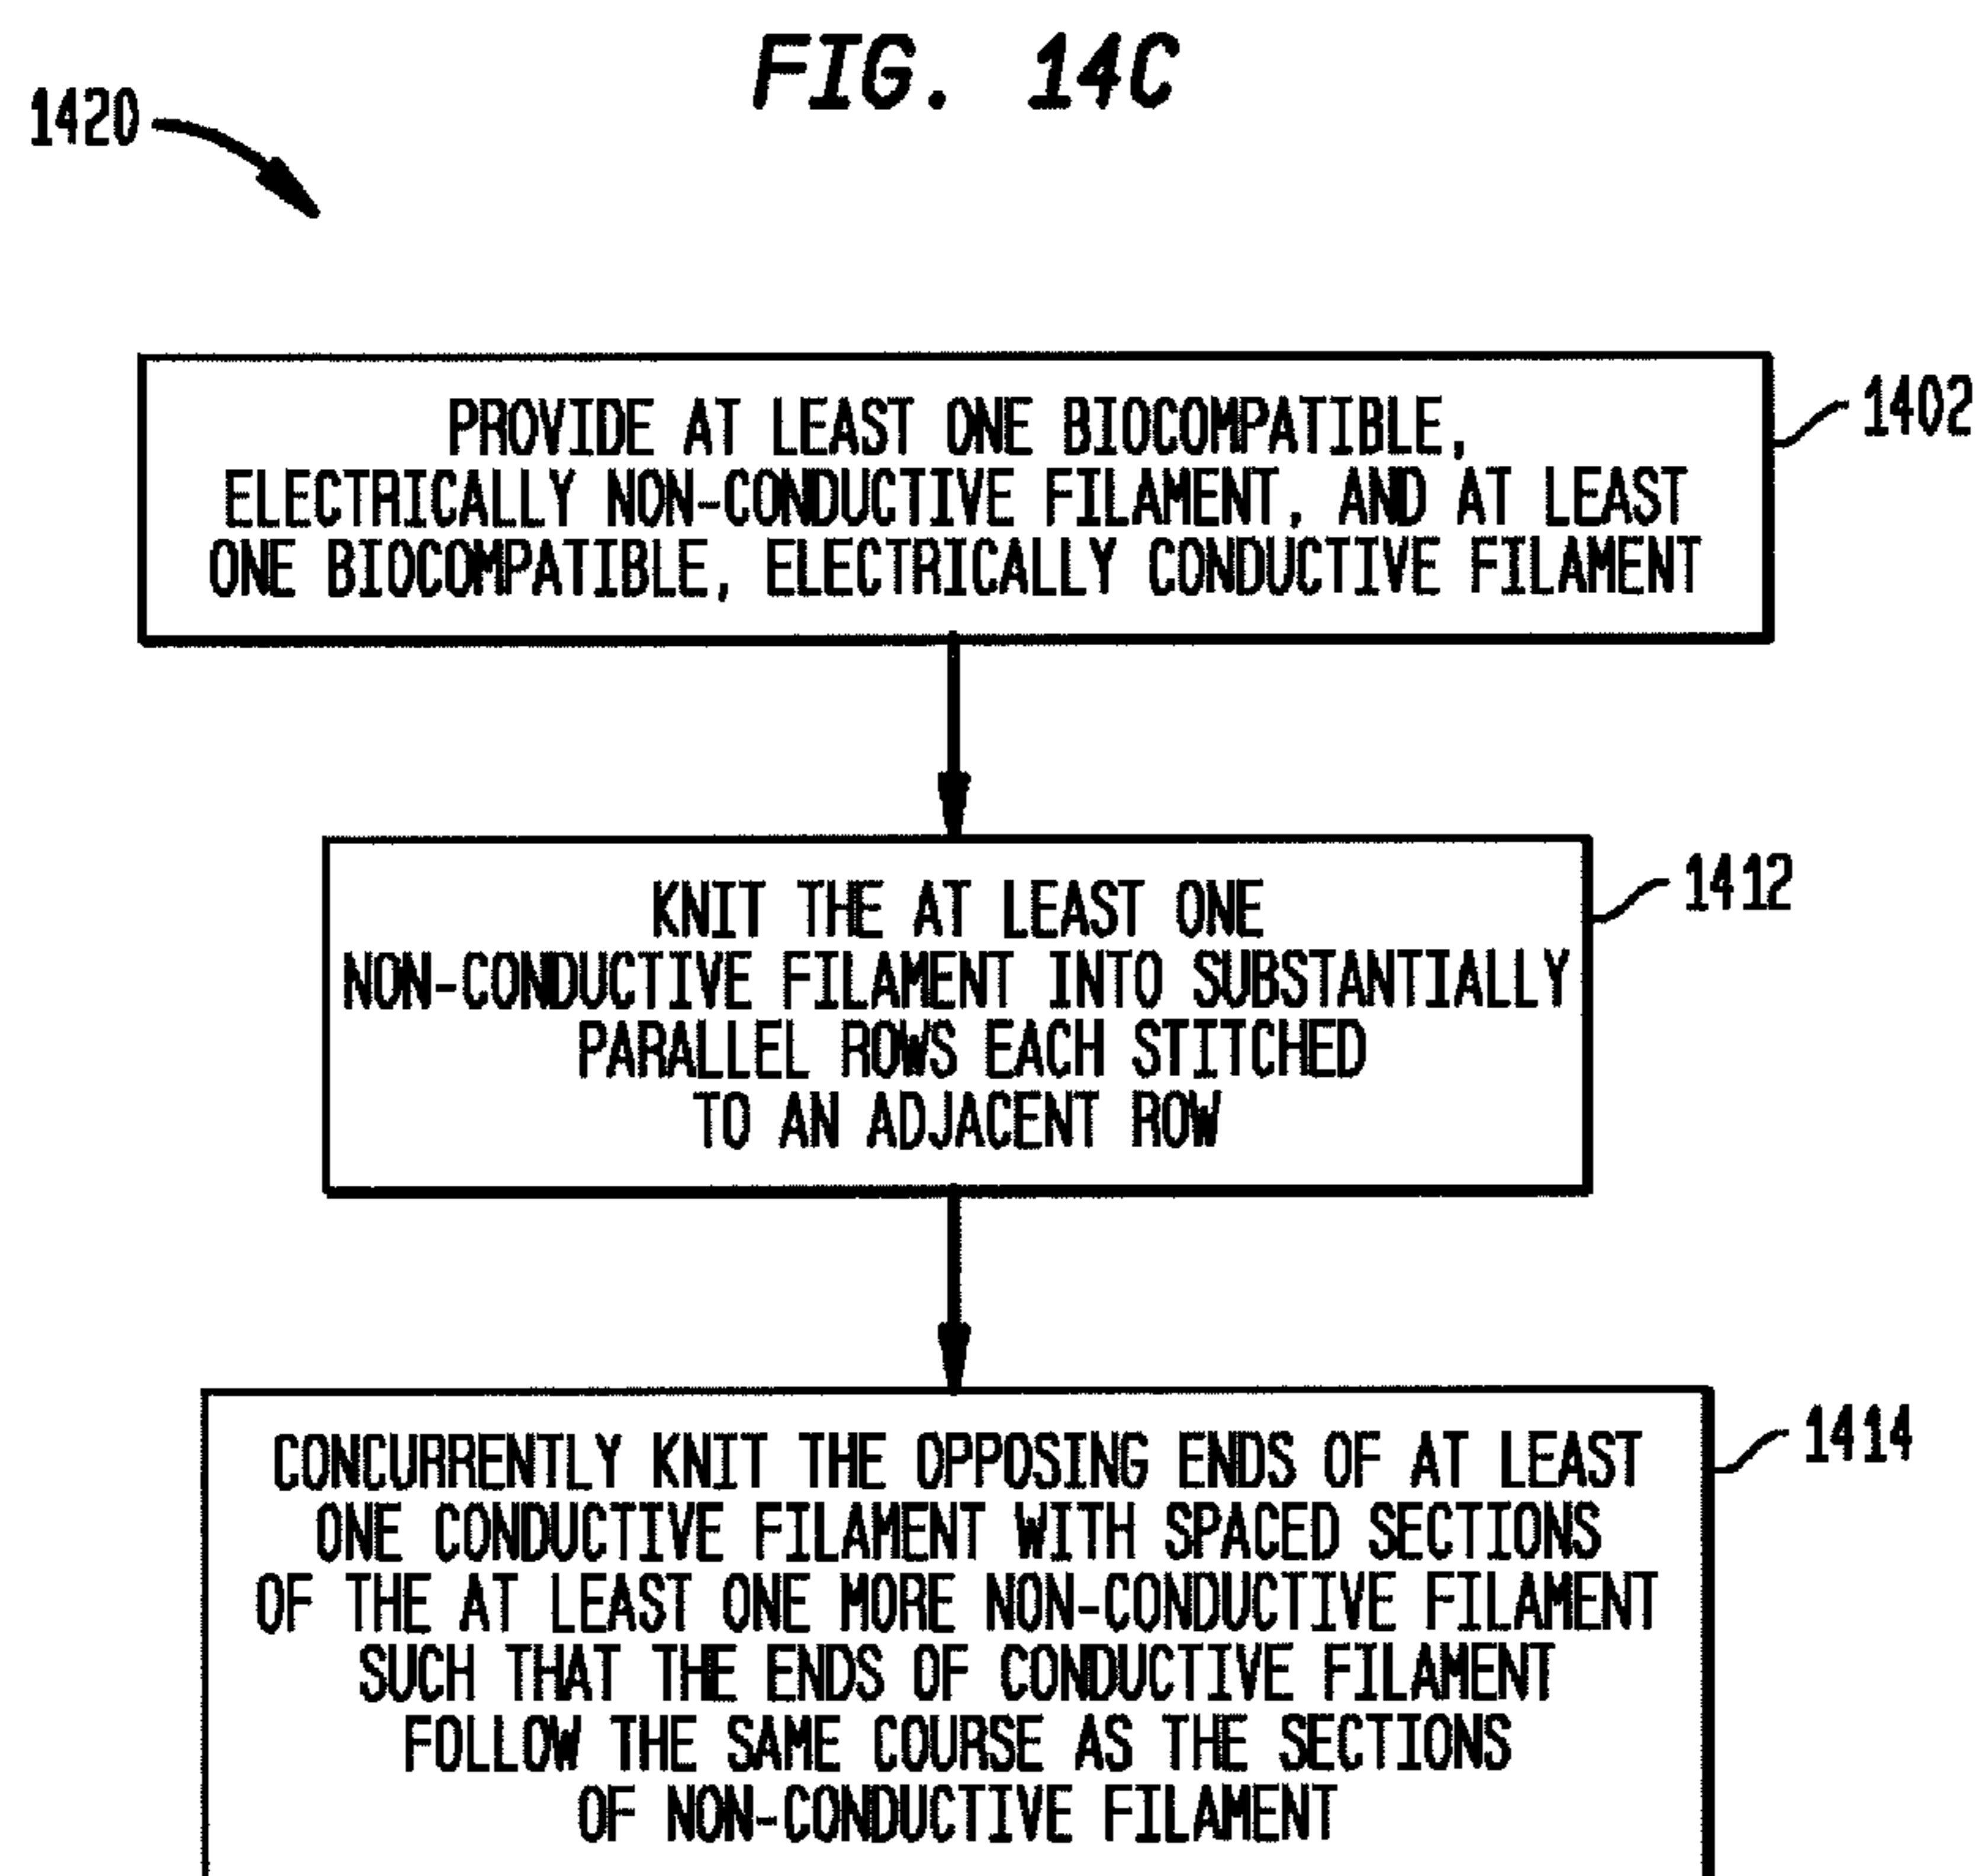 FIG. 14C
1420
PROVIDE AT LEAST ONE BIOCOMPATIBLE,
ELECTRICALLY NON-CONDUCTIVE FILAMENT, AND AT LEAST
ONE BIOCOMPATIBLE, ELECTRICALLY CONDUCTIVE FILAMENT
1402
KNIT THE AT LEAST ONE
NON-CONDUCTIVE FILAMENT INTO SUBSTANTIALLY
PARALLEL ROWS EACH STITCHED
TO AN ADJACENT ROW
1412
CONCURRENTLY KNIT THE OPPOSING ENDS OF AT LEAST
ONE CONDUCTIVE FILAMENT WITH SPACED SECTIONS
OF THE AT LEAST ONE MORE NON-CONDUCTIVE FILAMENT
SUCH THAT THE ENDS OF CONDUCTIVE FILAMENT
FOLLOW THE SAME COURSE AS THE SECTIONS
OF NON-CONDUCTIVE FILAMENT
1414